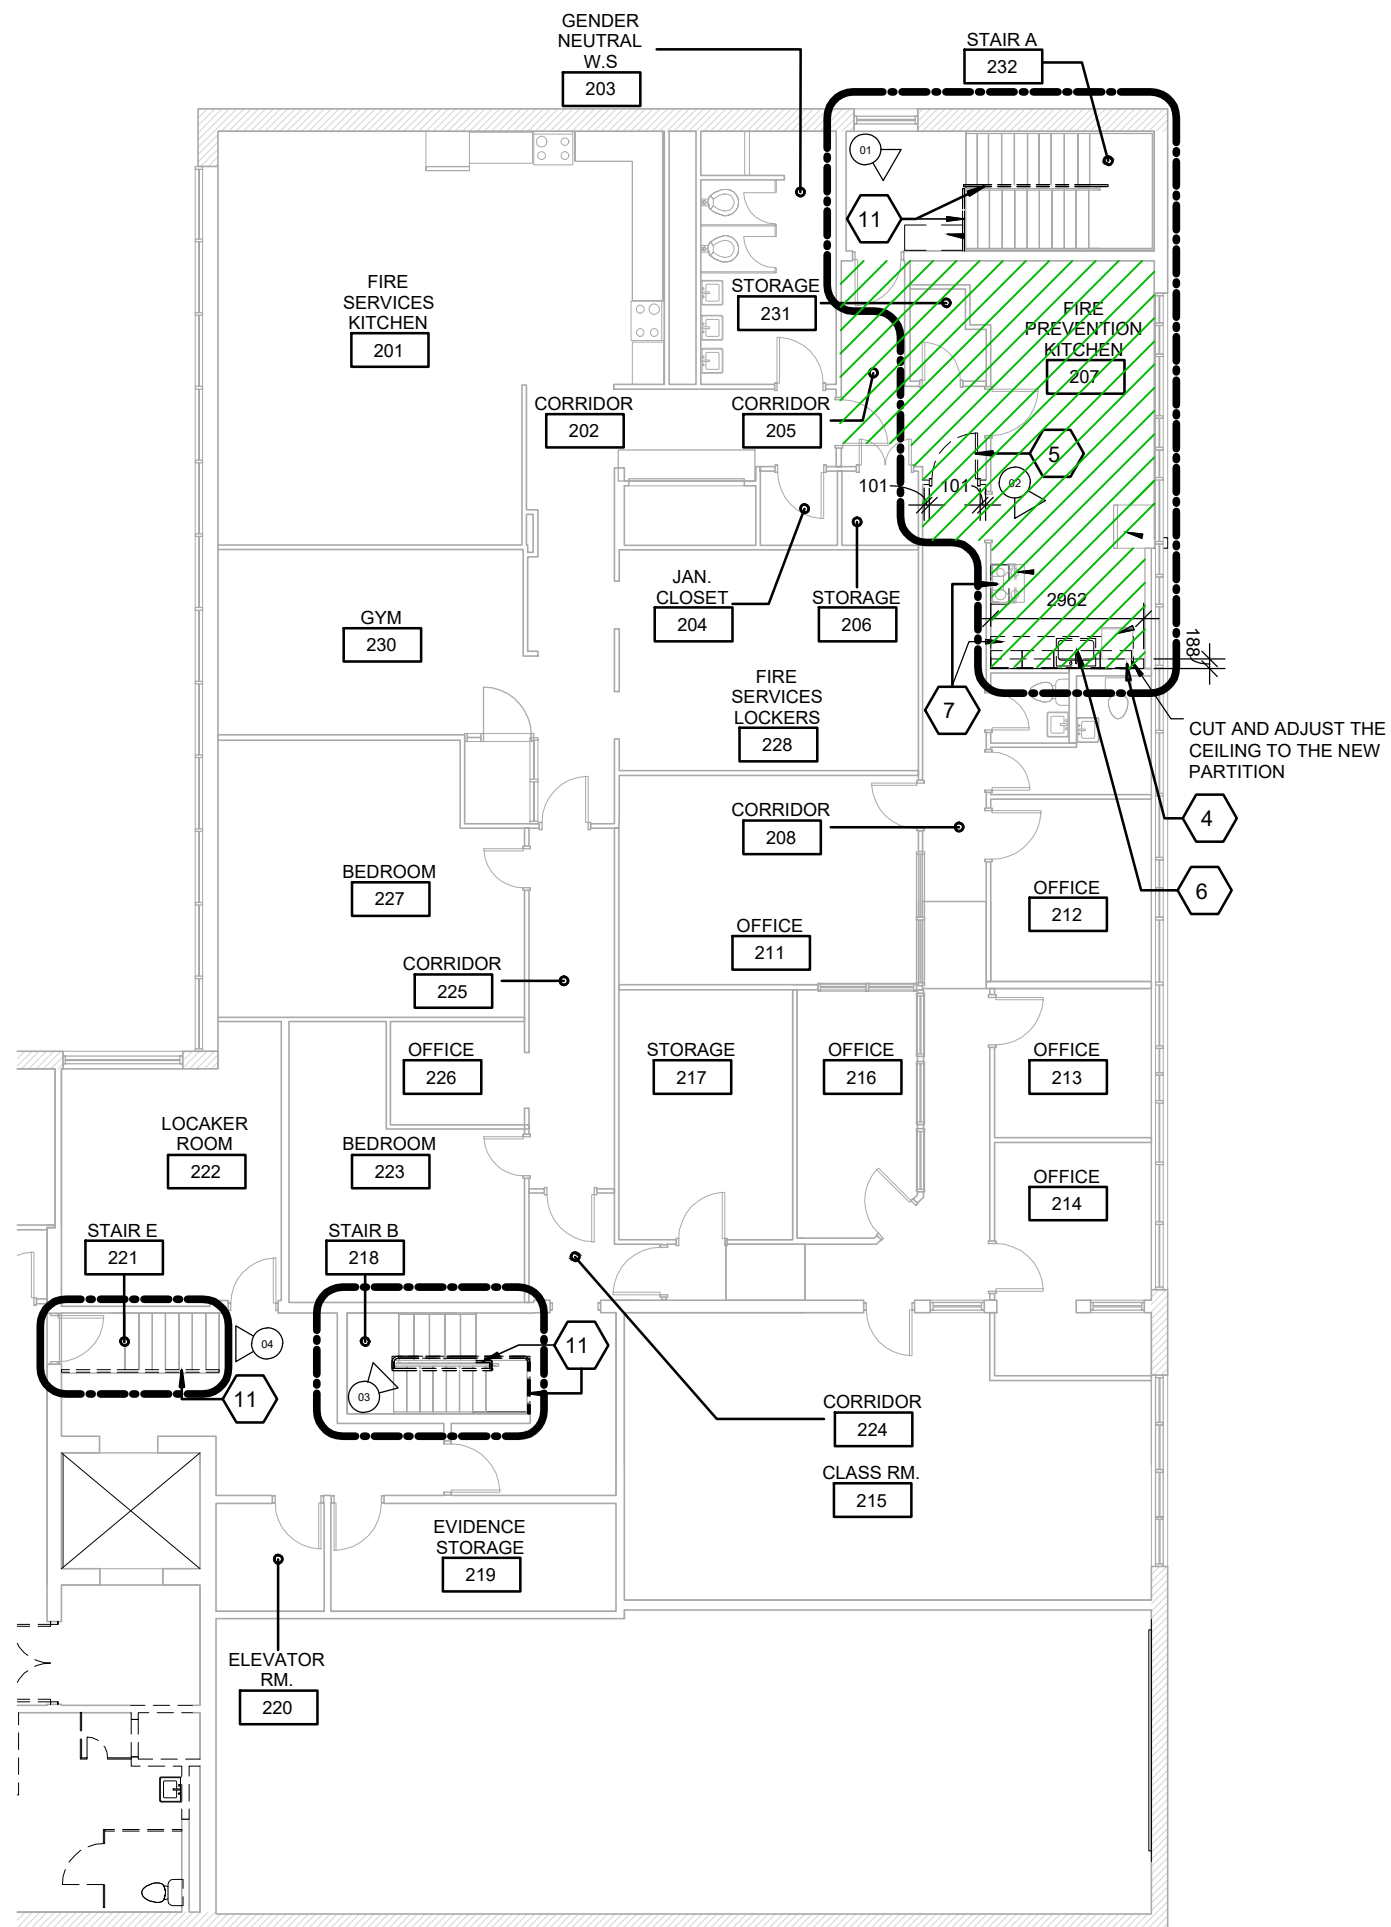 GENDER
NEUTRAL
W.S
203
STAIR A
232
01
11
FIRE
SERVICES
KITCHEN
201
STORAGE
231
FIRE
PREVENTION
KITCHEN
207
CORRIDOR
202
CORRIDOR
205
5
101
101
02
JAN.
CLOSET
204
STORAGE
206
2962
188
GYM
230
FIRE
SERVICES
LOCKERS
228
7
CUT AND ADJUST THE
CEILING TO THE NEW
PARTITION
4
CORRIDOR
208
6
BEDROOM
227
OFFICE
212
OFFICE
211
CORRIDOR
225
OFFICE
226
STORAGE
217
OFFICE
216
OFFICE
213
LOCAKER
ROOM
222
BEDROOM
223
OFFICE
214
STAIR E
221
STAIR B
218
04
11
03
11
CORRIDOR
224
CLASS RM.
215
EVIDENCE
STORAGE
219
ELEVATOR
RM.
220